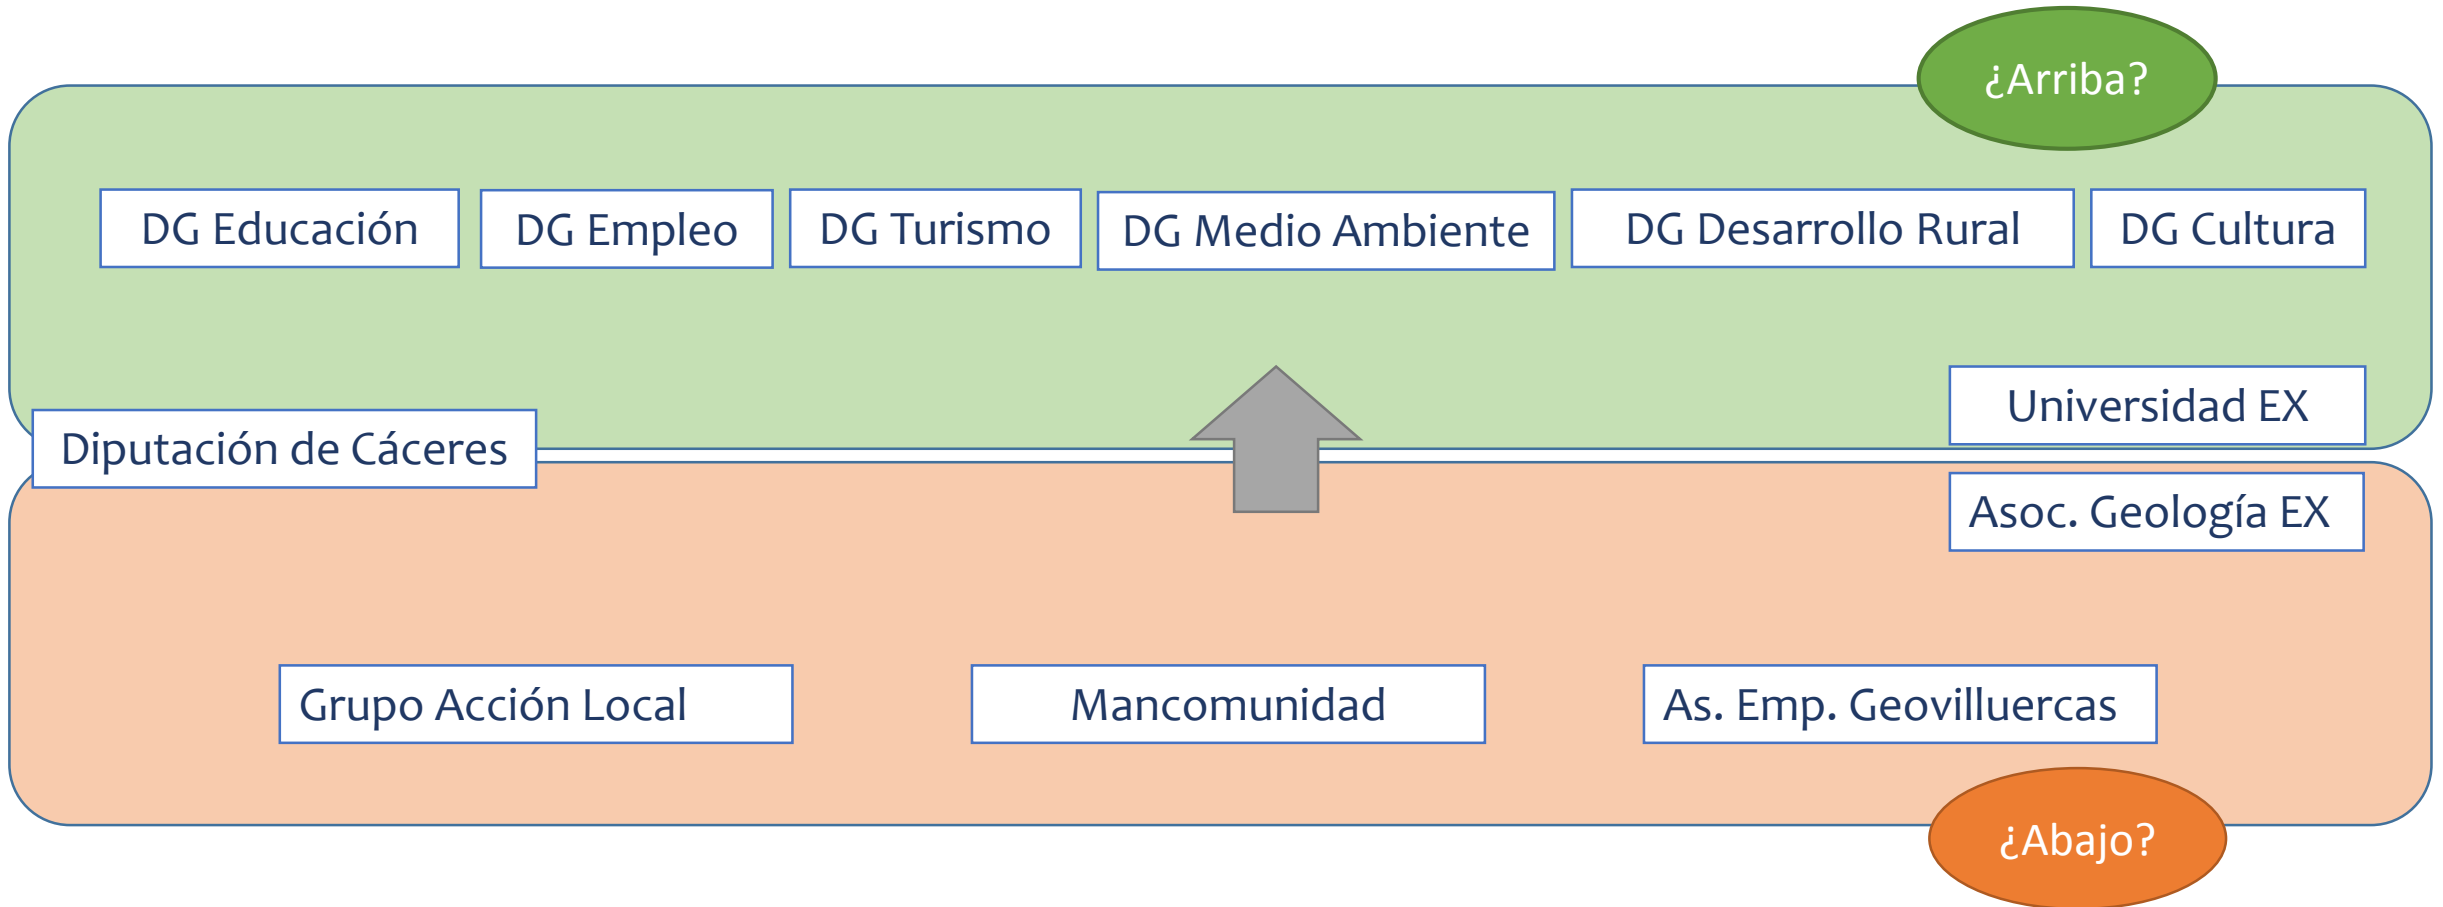 ¿Arriba?
DG Educación
DG Empleo
DG Turismo
DG Medio Ambiente
DG Desarrollo Rural
DG Cultura
Universidad EX
Diputación de Cáceres
Asoc. Geología EX
Grupo Acción Local
Mancomunidad
As. Emp. Geovilluercas
¿Abajo?